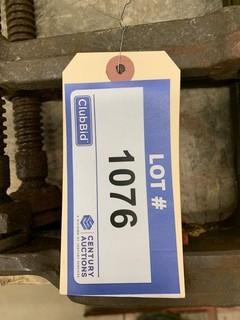 LOT #
1076
ClubBid
CENTURY
AUCTIONS